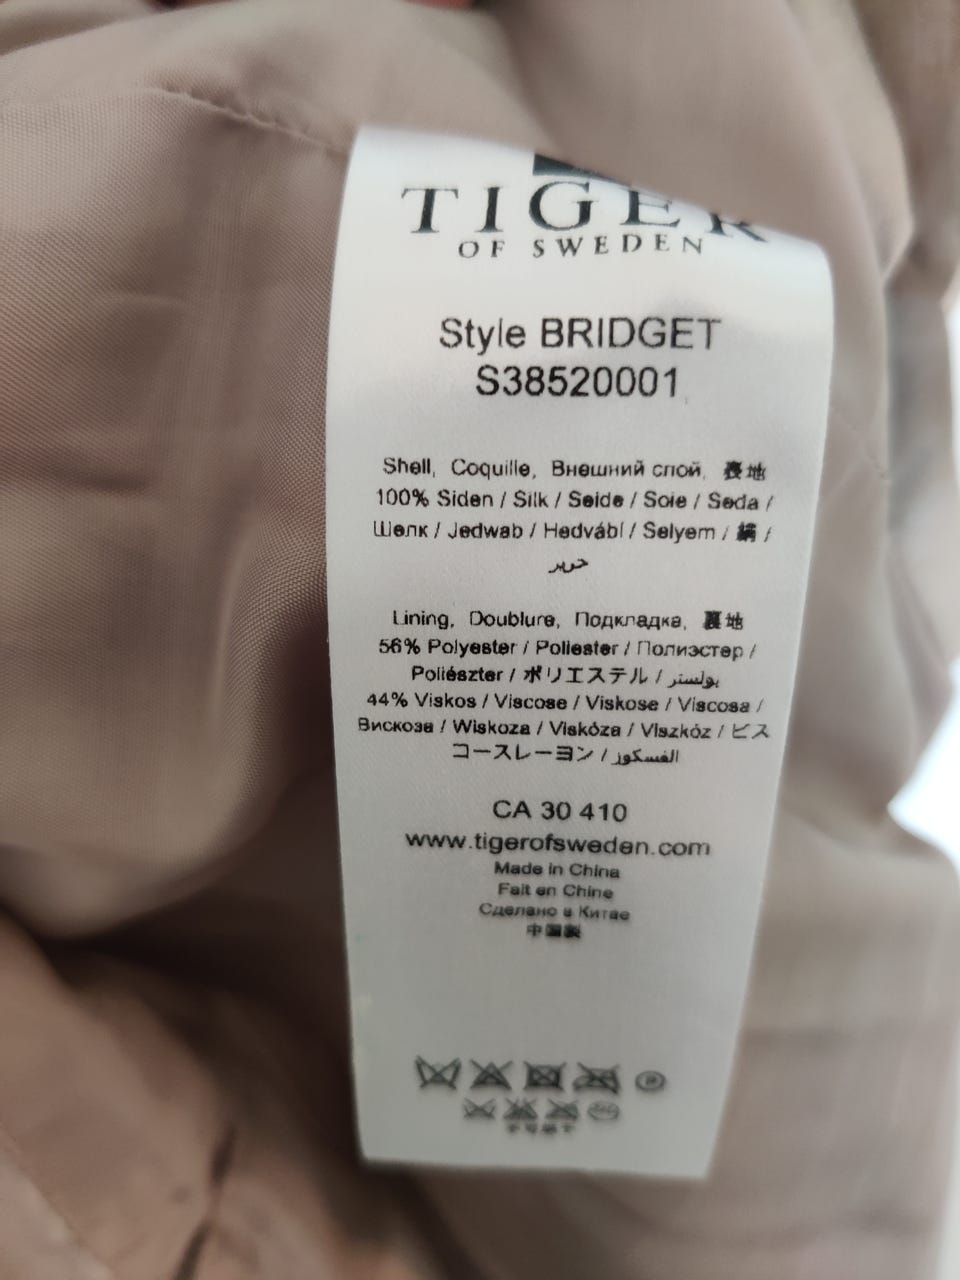 TIGER
OF SWEDEN
Style BRIDGET
S38520001
Shell, Coquille, Внешний слой, 表地
100% Siden / Silk / Seide / Soie / Seda /
Шелк / Jedwab / Hedvábí / Selyem / 絹 /
حرير
Lining, Doublure, Подкладка, 裏地
56% Polyester / Poliester / Полиэстер /
Poliészter / ポリエステル / بولستر
44% Viskos / Viscose / Viskose / Viscosa /
Вискоза / Wiskoza / Viskóza / Viszkóz / ビス
コースレーヨン / الفسكوز
CA 30 410
www.tigerofsweden.com
Made in China
Fait en Chine
Сделано в Китае
中国製